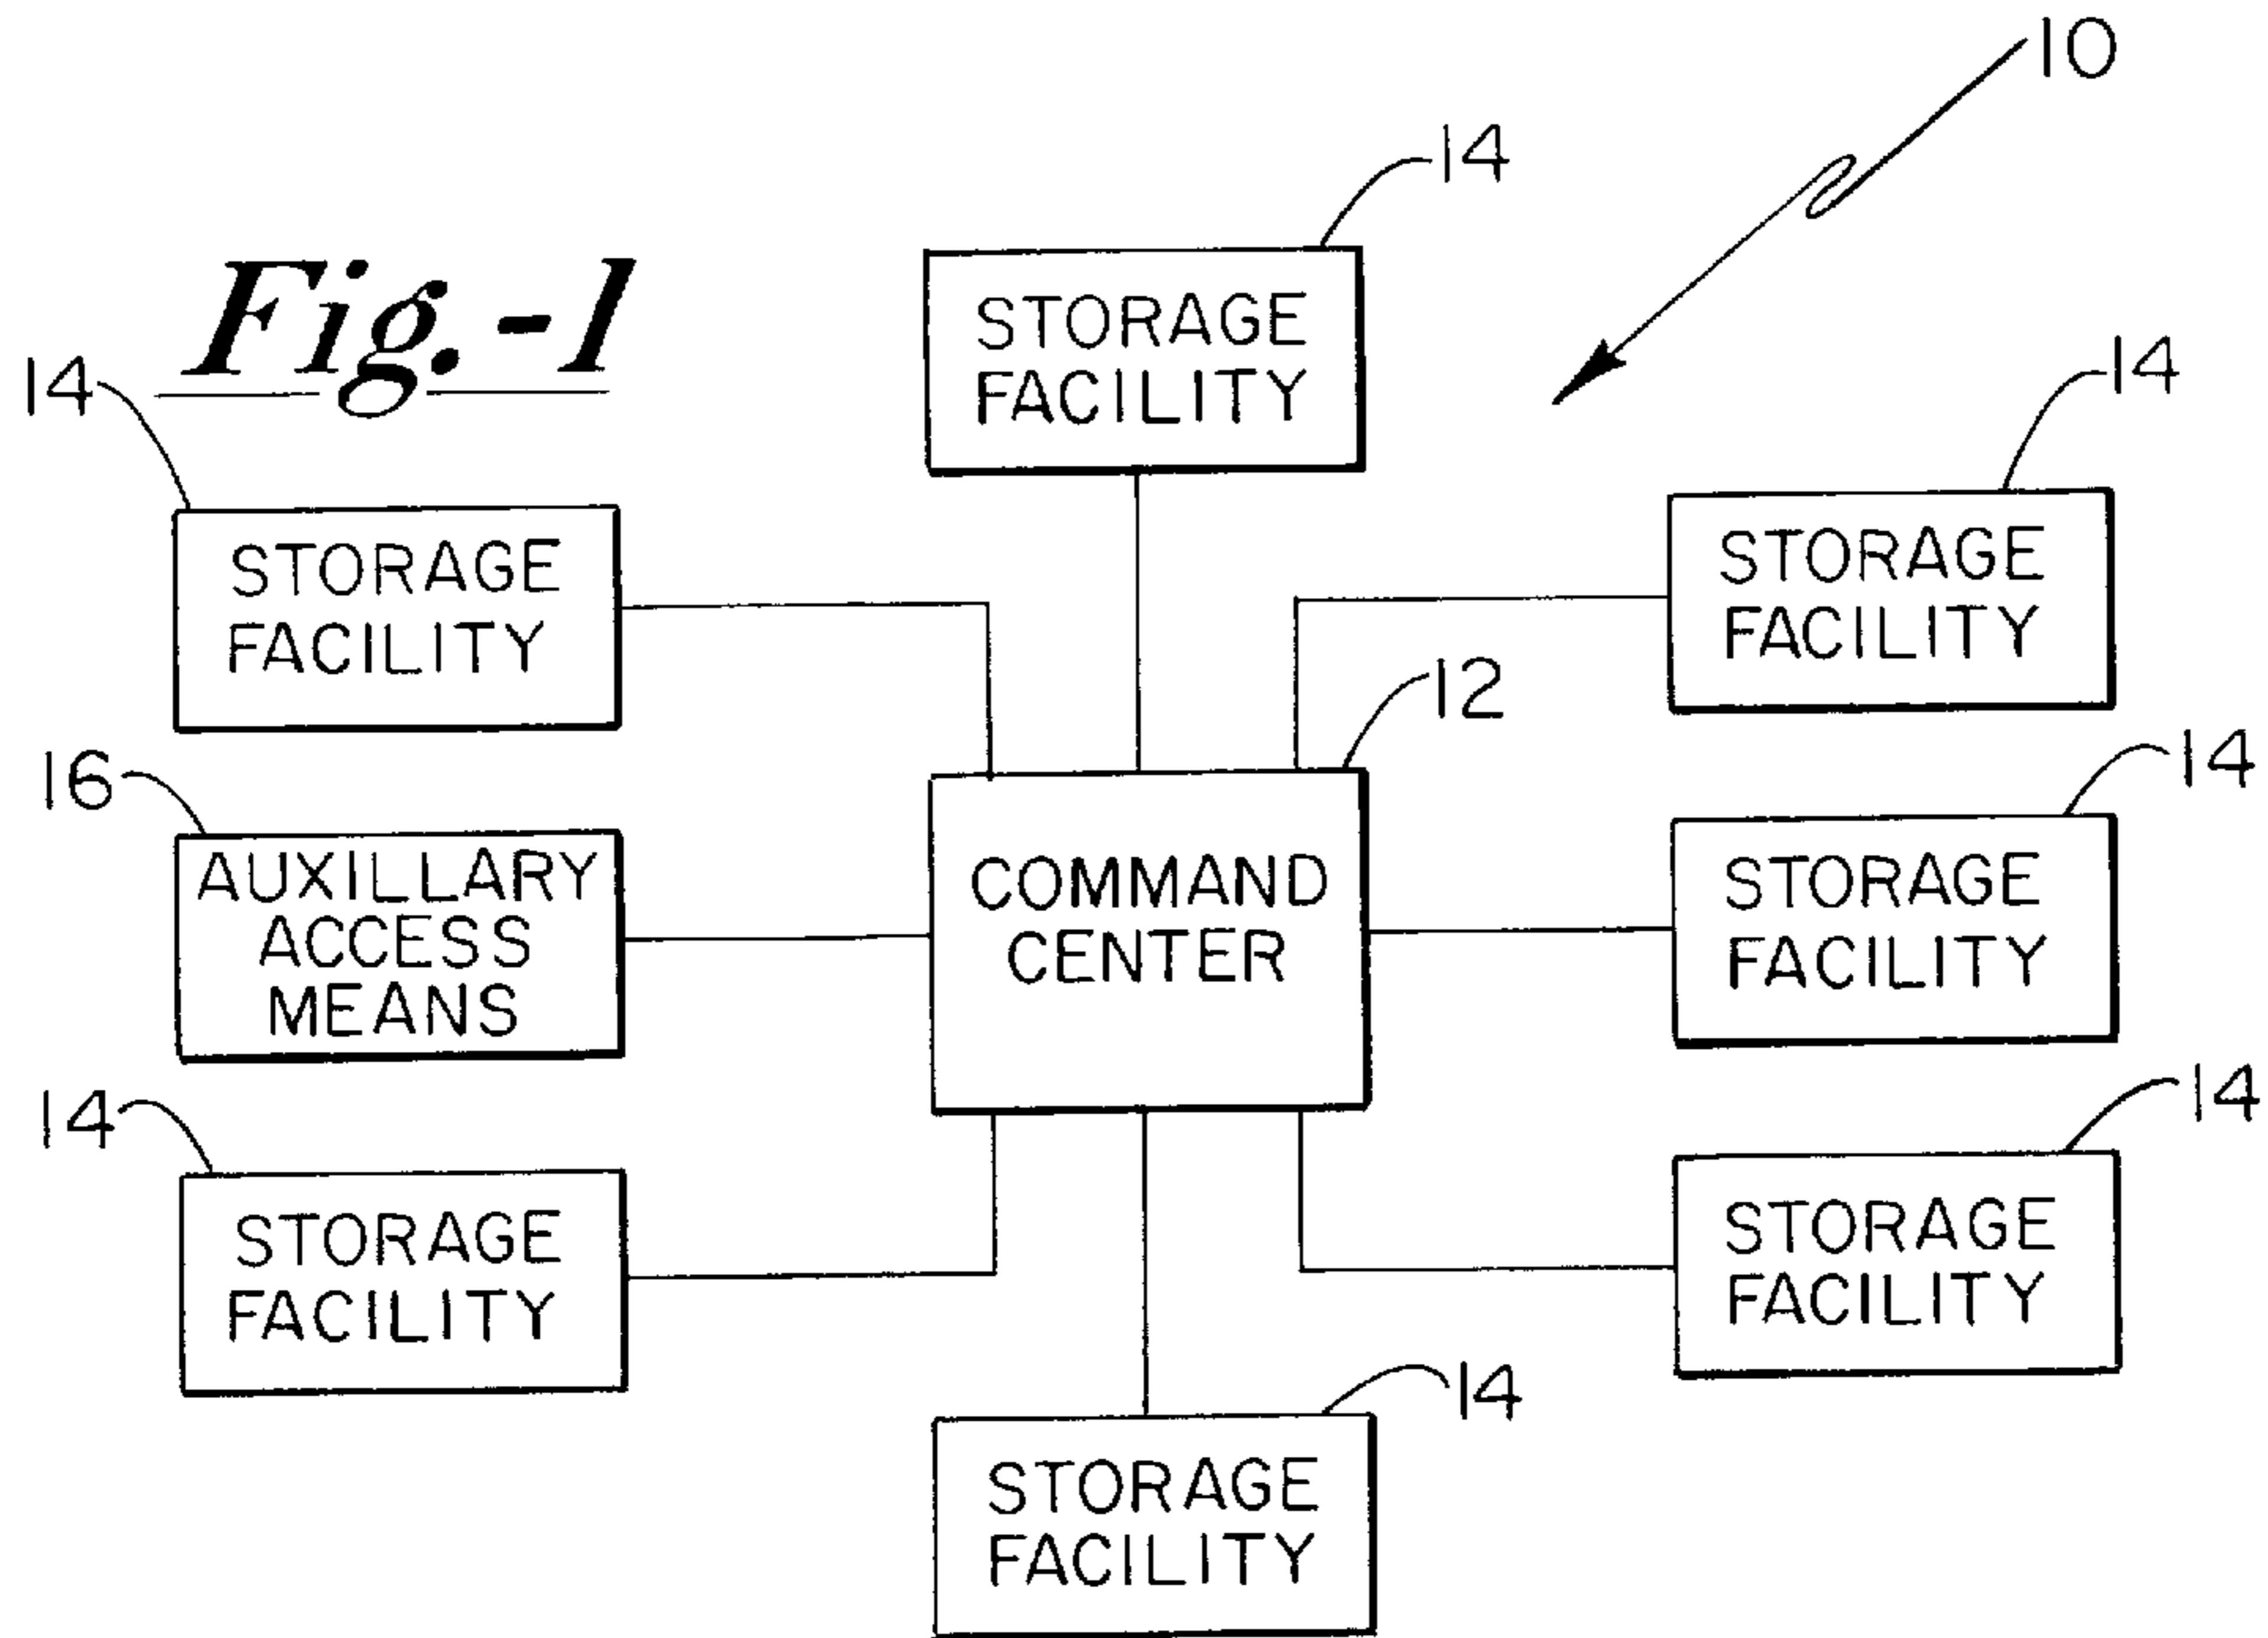 10
14
Fig.-1
STORAGE
FACILITY
14
14
STORAGE
FACILITY
STORAGE
FACILITY
12
16
14
AUXILLARY
ACCESS
MEANS
COMMAND
CENTER
STORAGE
FACILITY
14
14
STORAGE
FACILITY
STORAGE
FACILITY
14
STORAGE
FACILITY